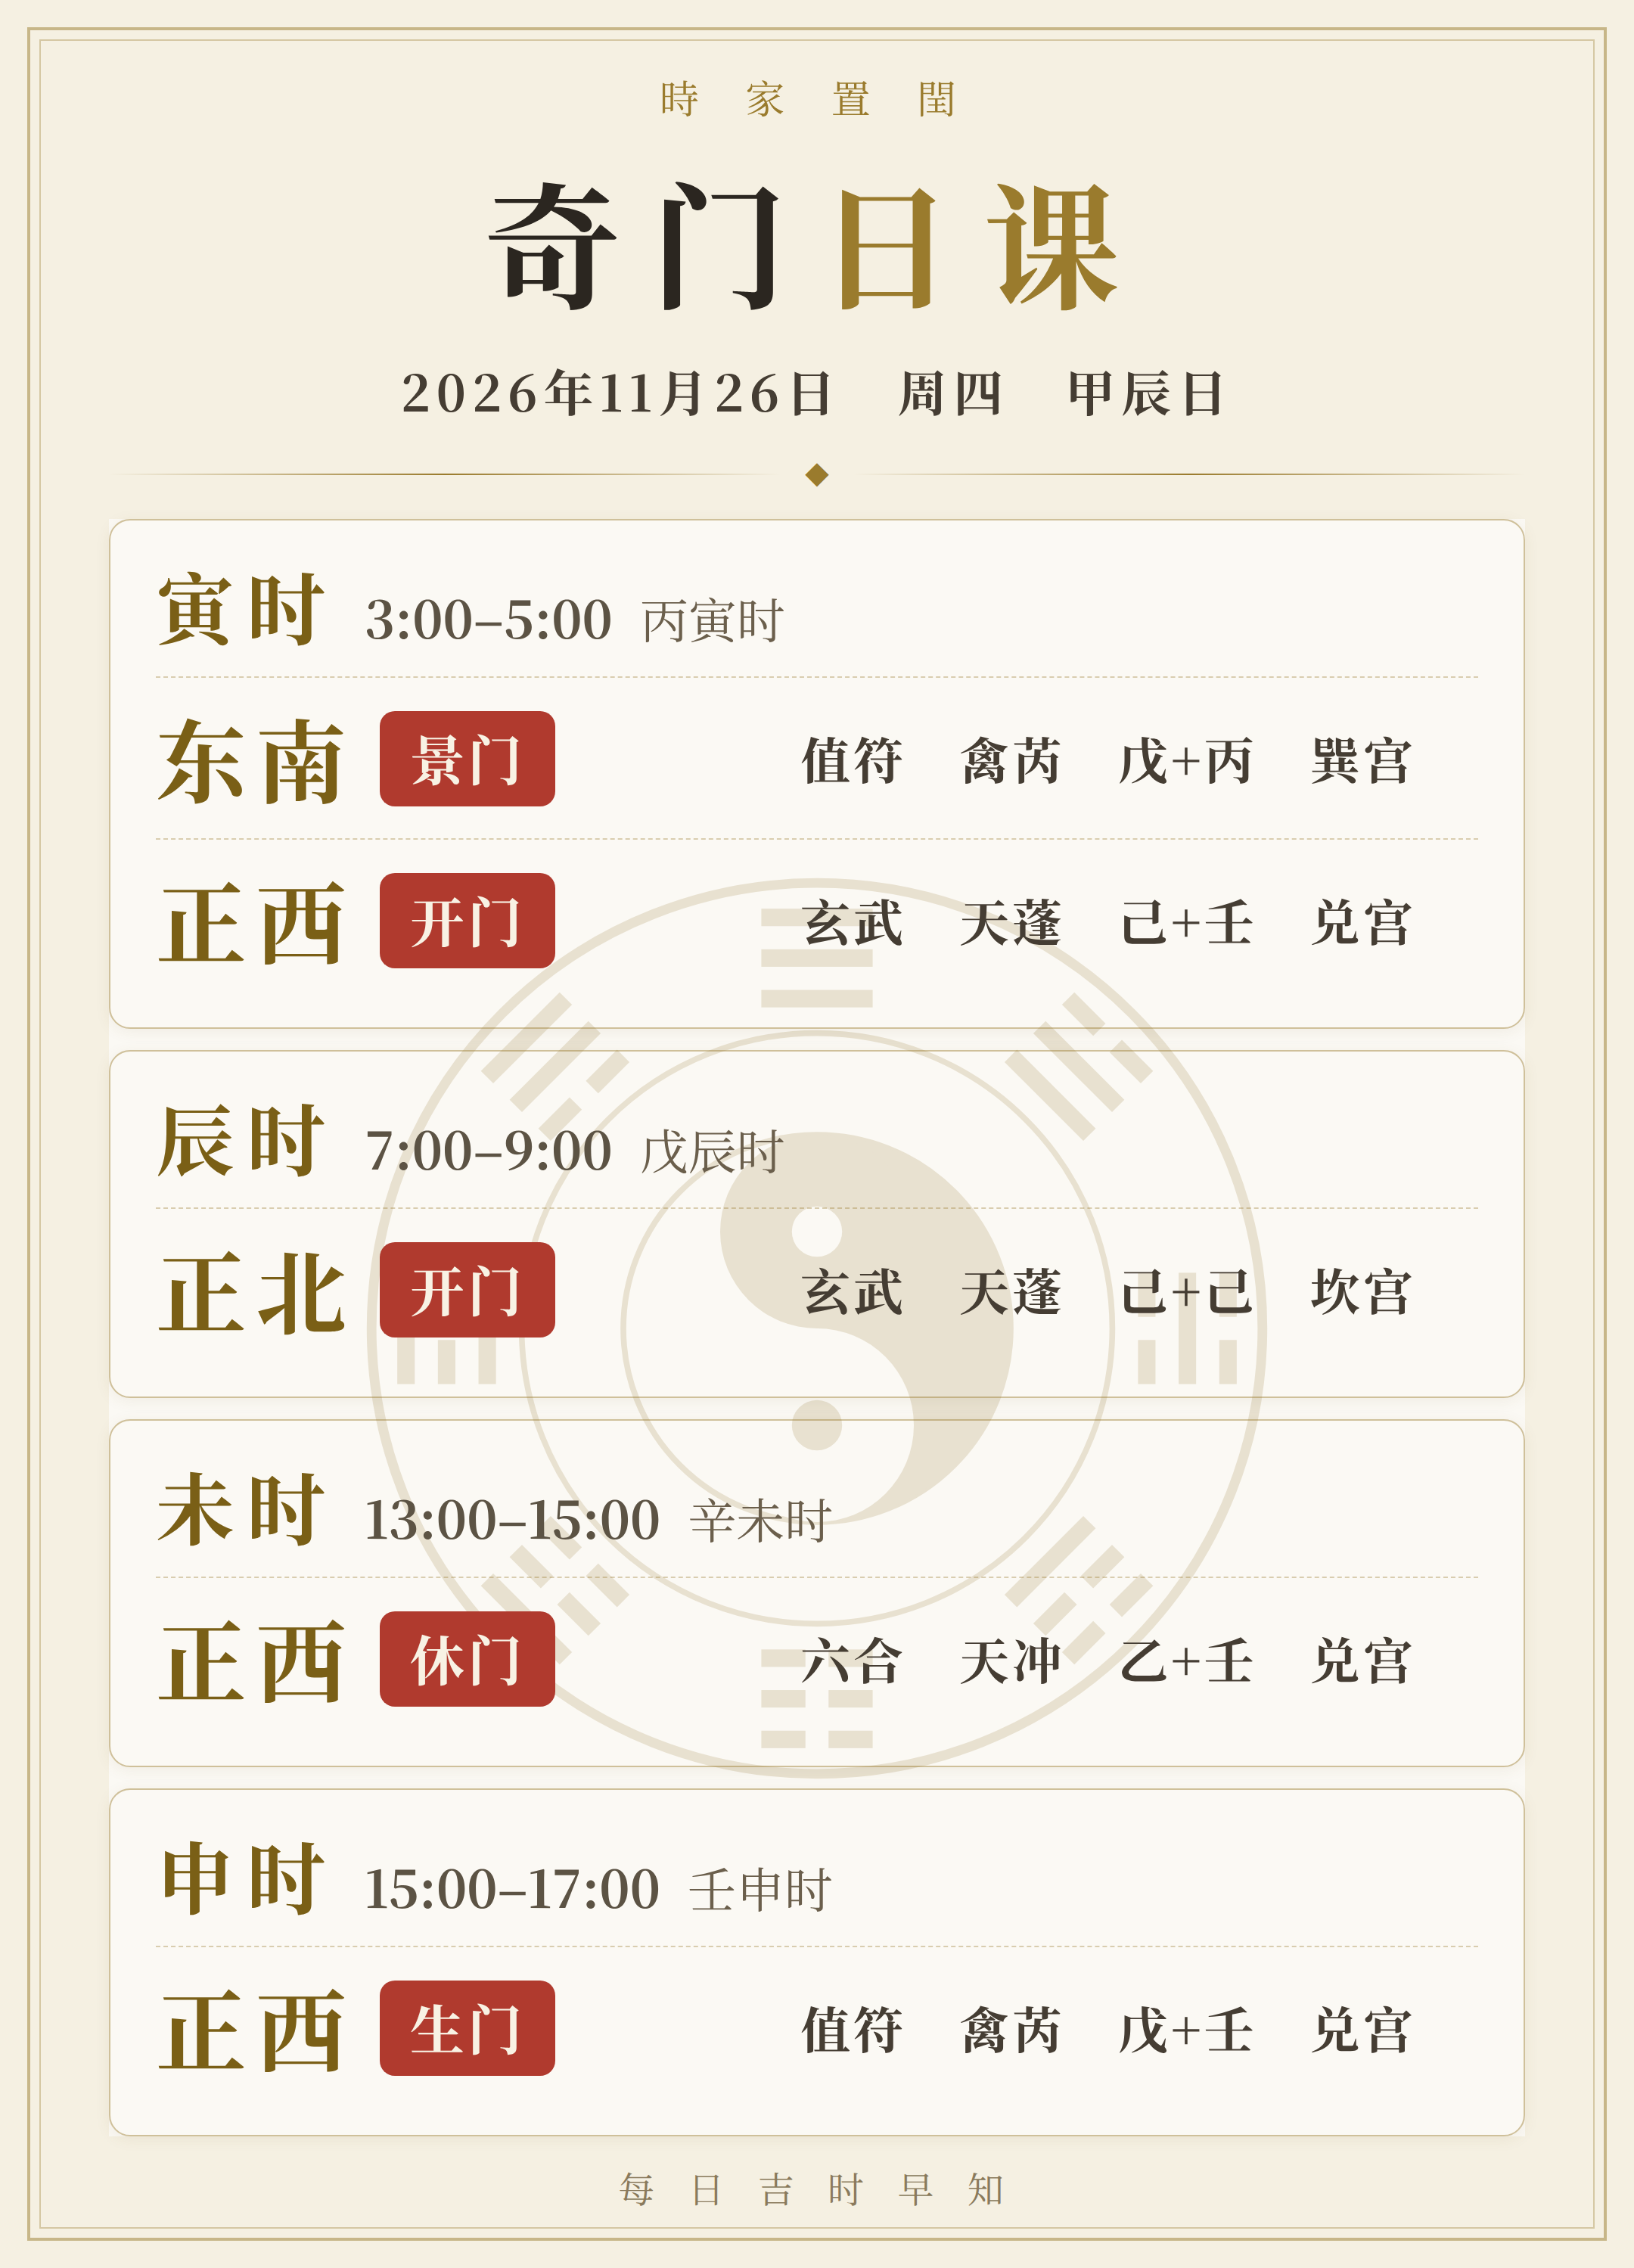 時家置閏
奇门日课
2026年11月26日 周四 甲辰日
寅时 3:00–5:00 丙寅时
东南 景门 值符 禽芮 戊+丙 巽宫
正西 开门 玄武 天蓬 己+壬 兑宫
辰时 7:00–9:00 戊辰时
正北 开门 玄武 天蓬 己+己 坎宫
未时 13:00–15:00 辛未时
正西 休门 六合 天冲 乙+壬 兑宫
申时 15:00–17:00 壬申时
正西 生门 值符 禽芮 戊+壬 兑宫
每日吉时早知